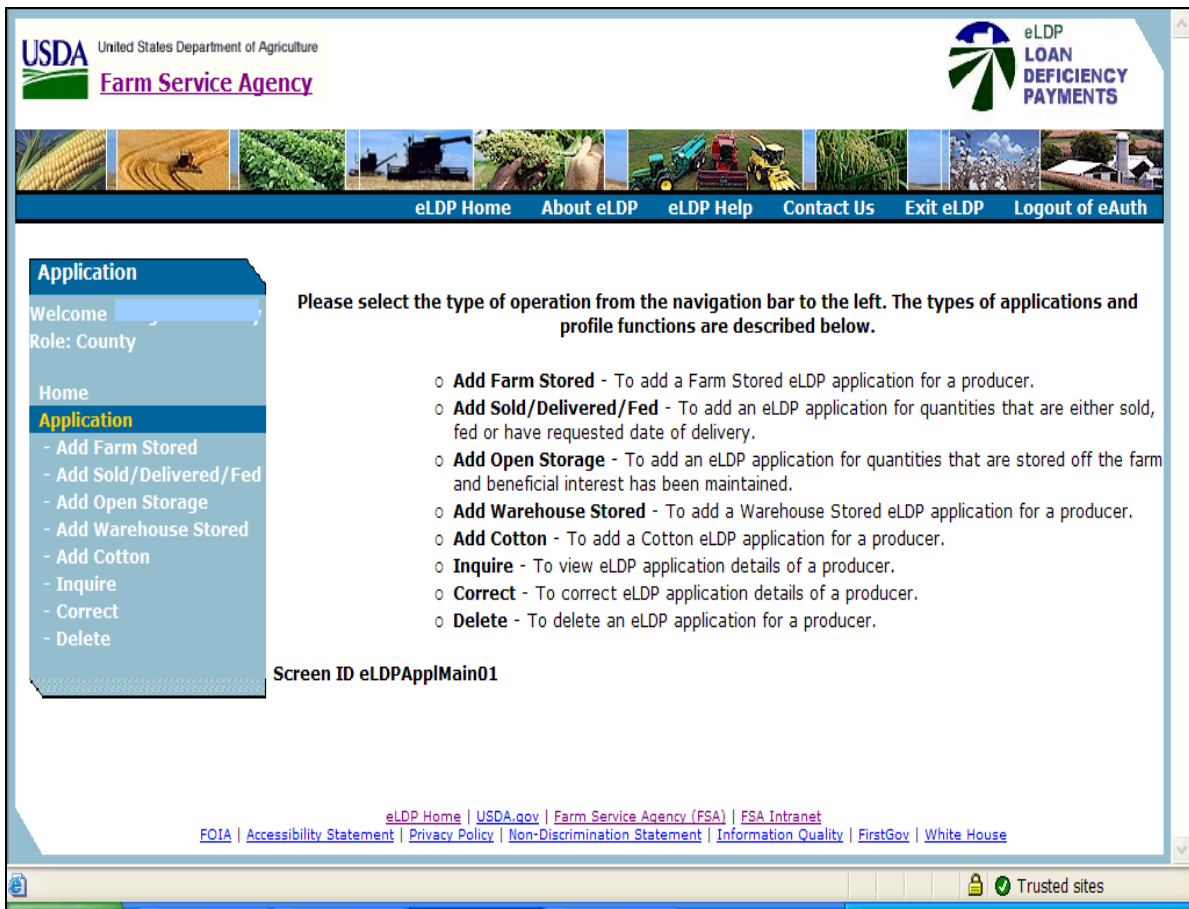 USDA
United States Department of Agriculture
Farm Service Agency
eLDP
LOAN
DEFICIENCY
PAYMENTS
eLDP Home About eLDP eLDP Help Contact Us Exit eLDP Logout of eAuth
Application
Welcome
Role: County
Home
Application
- Add Farm Stored
- Add Sold/Delivered/Fed
- Add Open Storage
- Add Warehouse Stored
- Add Cotton
- Inquire
- Correct
- Delete
Please select the type of operation from the navigation bar to the left. The types of applications and
profile functions are described below.
o Add Farm Stored - To add a Farm Stored eLDP application for a producer.
o Add Sold/Delivered/Fed - To add an eLDP application for quantities that are either sold,
fed or have requested date of delivery.
o Add Open Storage - To add an eLDP application for quantities that are stored off the farm
and beneficial interest has been maintained.
o Add Warehouse Stored - To add a Warehouse Stored eLDP application for a producer.
o Add Cotton - To add a Cotton eLDP application for a producer.
o Inquire - To view eLDP application details of a producer.
o Correct - To correct eLDP application details of a producer.
o Delete - To delete an eLDP application for a producer.
Screen ID eLDPApplMain01
eLDP Home | USDA.gov | Farm Service Agency (FSA) | FSA Intranet
FOIA | Accessibility Statement | Privacy Policy | Non-Discrimination Statement | Information Quality | FirstGov | White House
Trusted sites